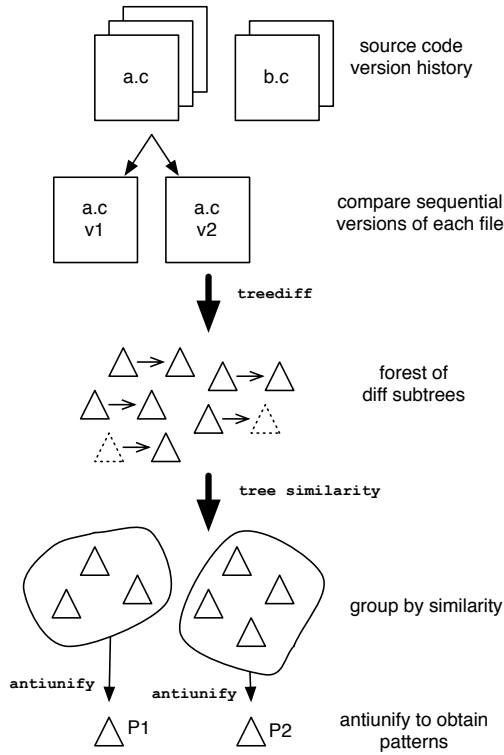 a.c
b.c
source code
version history
a.c
v1
a.c
v2
compare sequential
versions of each file
treediff
forest of
diff subtrees
tree similarity
group by similarity
antiunify
antiunify
P1
P2
antiunify to obtain
patterns